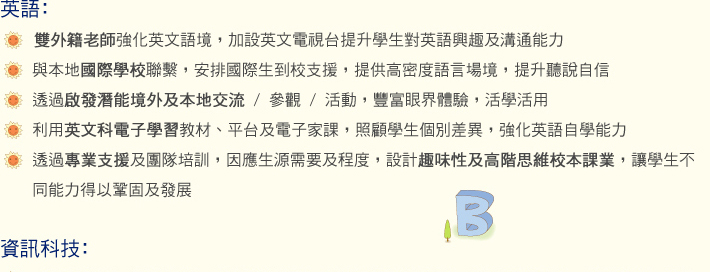 英語:
雙外籍老師強化英文語境，加設英文電視台提升學生對英語興趣及溝通能力
與本地國際學校聯繫，安排國際生到校支援，提供高密度語言場境，提升聽說自信
透過啟發潛能境外及本地交流 / 參觀 / 活動，豐富眼界體驗，活學活用
利用英文科電子學習教材、平台及電子家課，照顧學生個別差異，強化英語自學能力
透過專業支援及團隊培訓，因應生源需要及程度，設計趣味性及高階思維校本課業，讓學生不
同能力得以鞏固及發展
B
資訊科技: